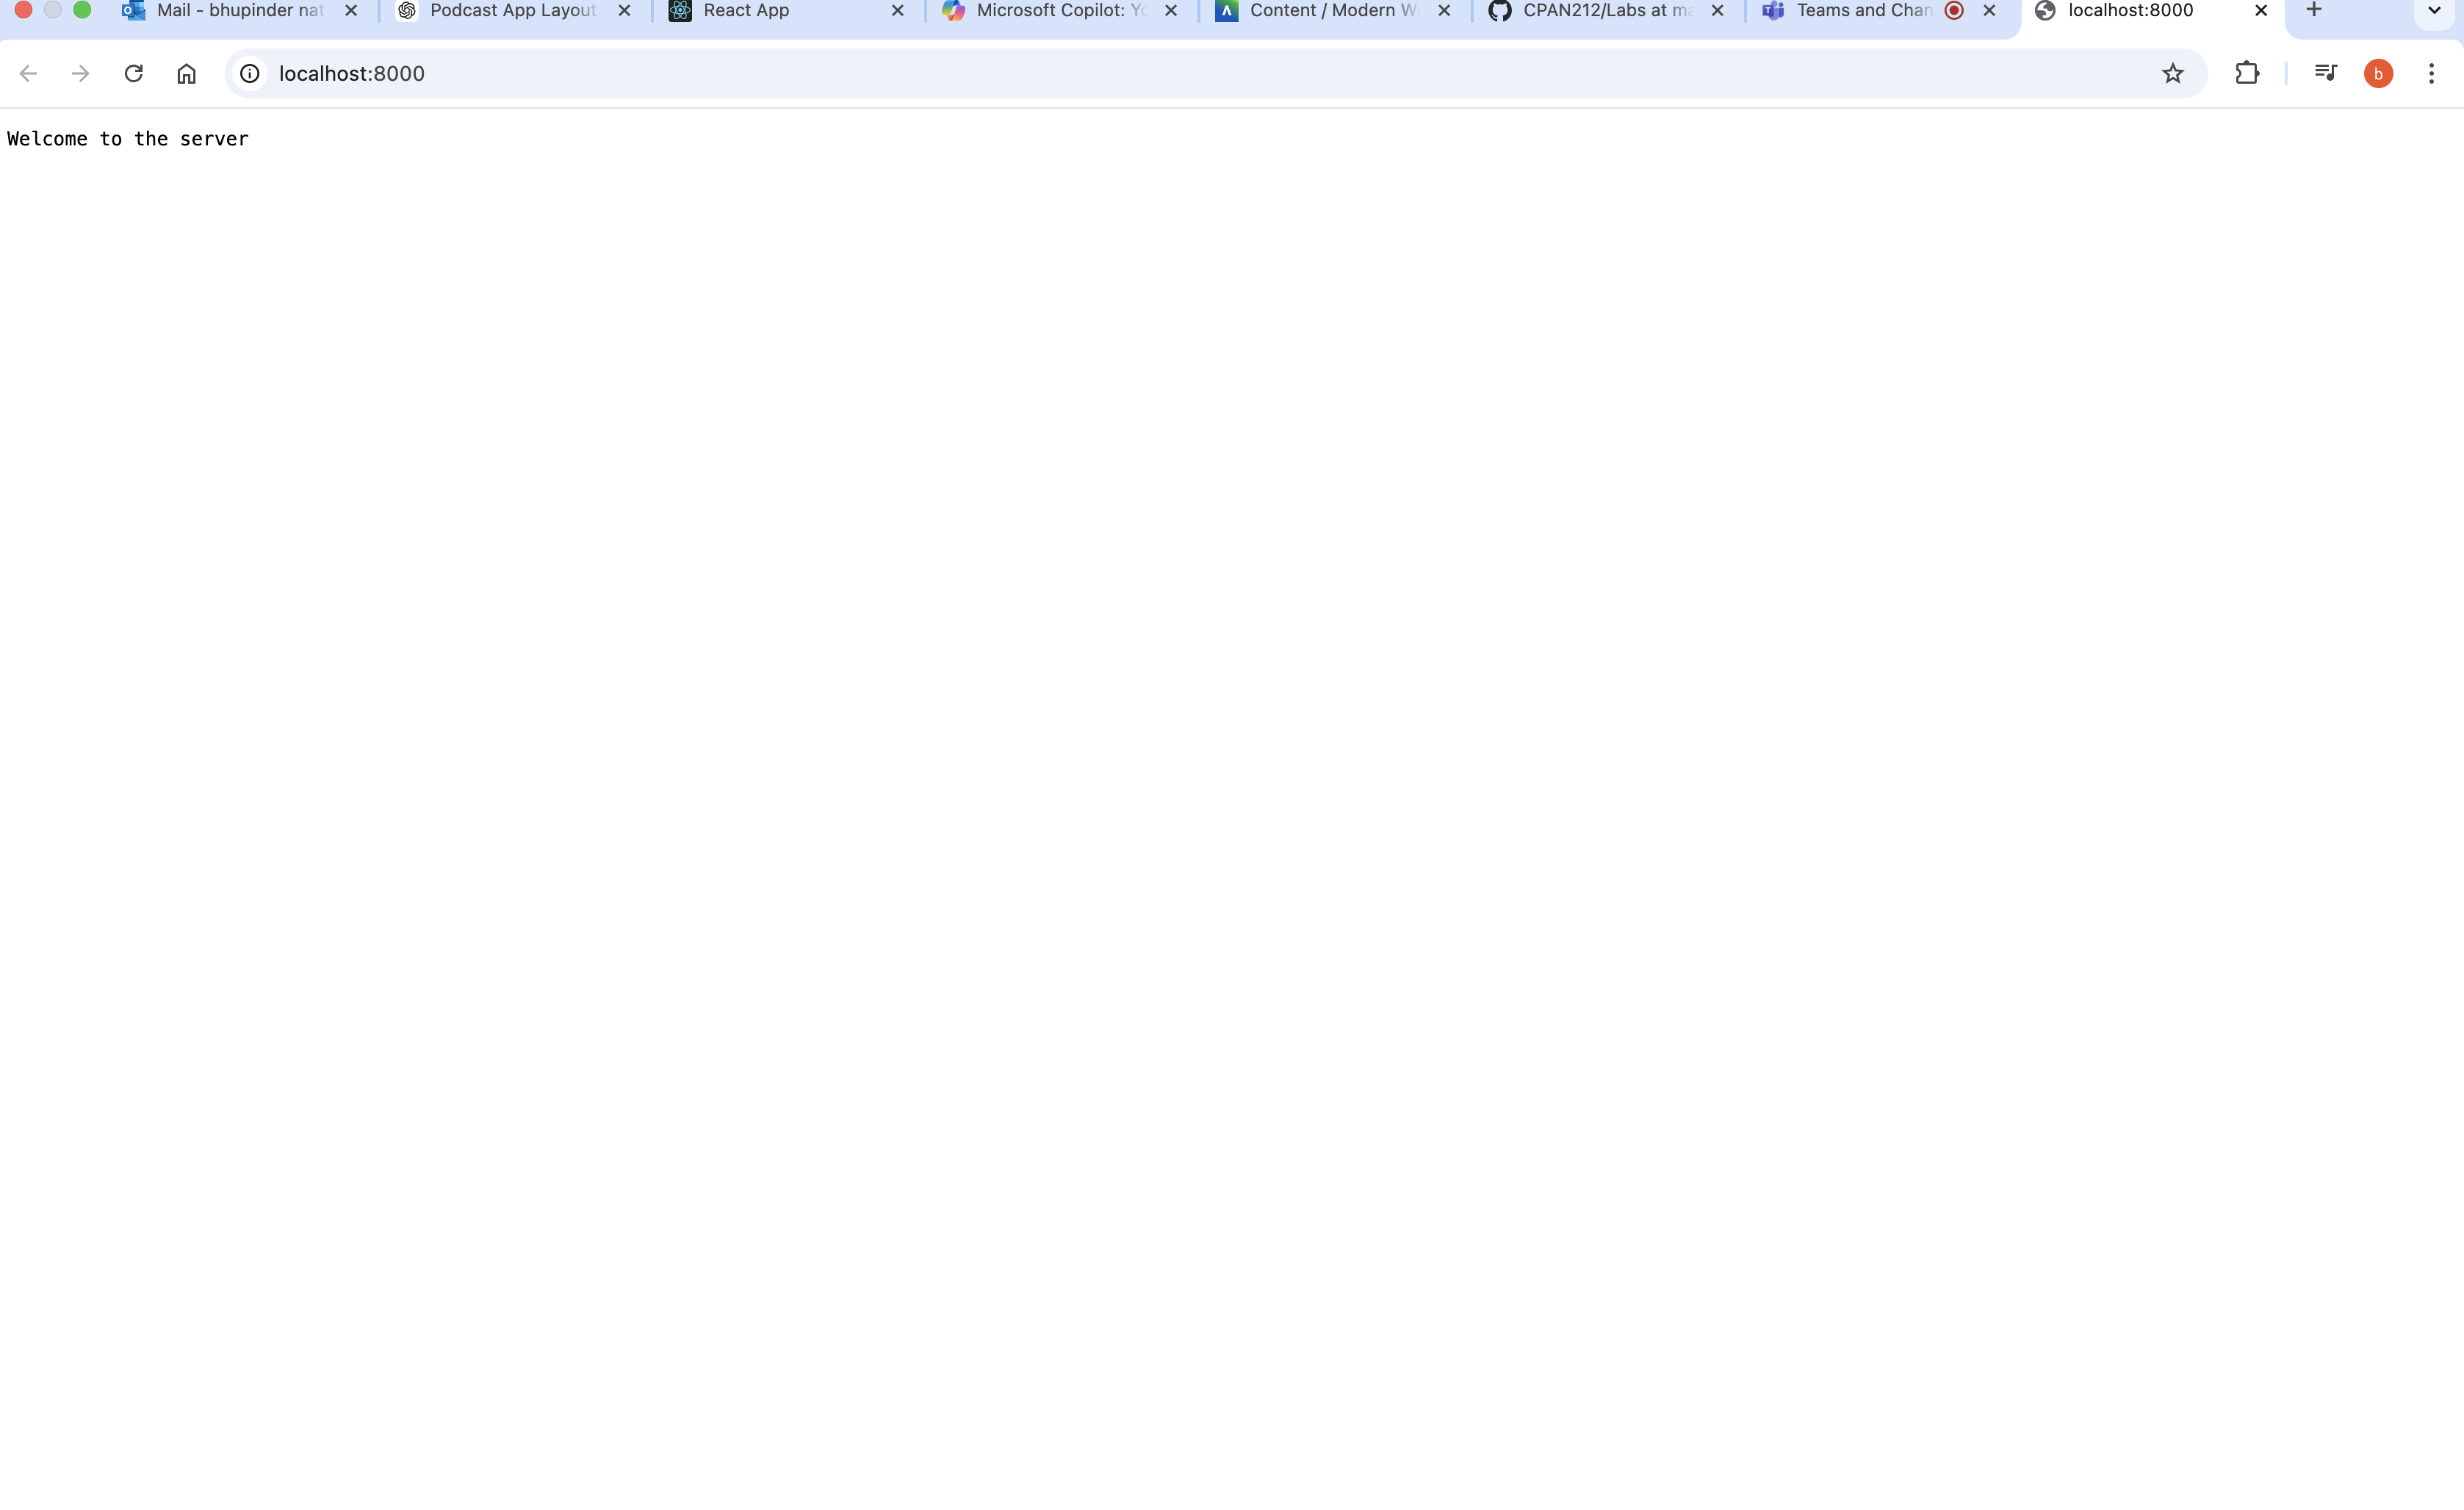 Mail - bhupinder nat
Podcast App Layout
React App
Microsoft Copilot: Yo
Content / Modern W
CPAN212/Labs at ma
Teams and Chan
localhost:8000
localhost:8000
b
Welcome to the server